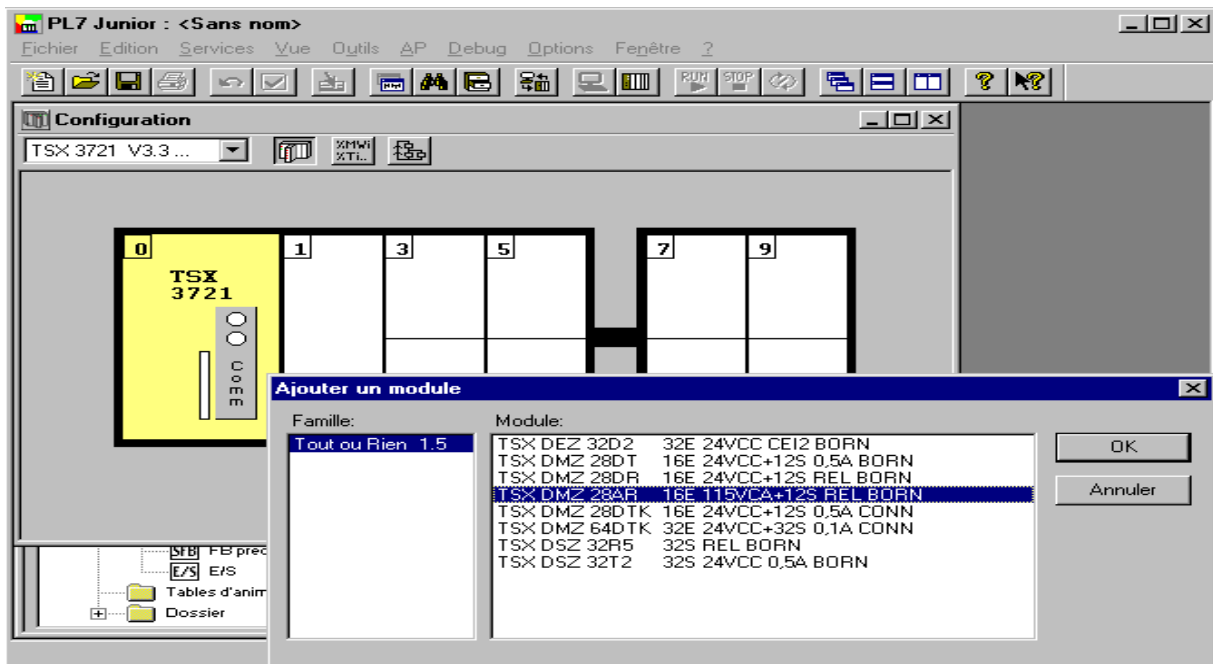 PL7 Junior : <Sans nom>
Fichier Edition Services Vue Outils AP Debug Options Fenêtre ?
RUN STOP
Configuration
TSX 3721 V3.3 ...
XMWi
XTi..
0 1 3 5 7 9
TSX
3721
Comm
Ajouter un module
Famille: Module:
Tout ou Rien 1.5
TSX DEZ 32D2 32E 24VCC CEI2 BORN
TSX DMZ 28DT 16E 24VCC+12S 0,5A BORN
TSX DMZ 28DR 16E 24VCC+12S REL BORN
TSX DMZ 28AR 16E 115VCA+12S REL BORN
TSX DMZ 28DTK 16E 24VCC+12S 0,5A CONN
TSX DMZ 64DTK 32E 24VCC+32S 0,1A CONN
TSX DSZ 32R5 32S REL BORN
TSX DSZ 32T2 32S 24VCC 0,5A BORN
OK
Annuler
SFB FB préd
E/S E/S
Tables d'anim
Dossier